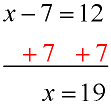 x − 7 = 12
+ 7 + 7
x = 19